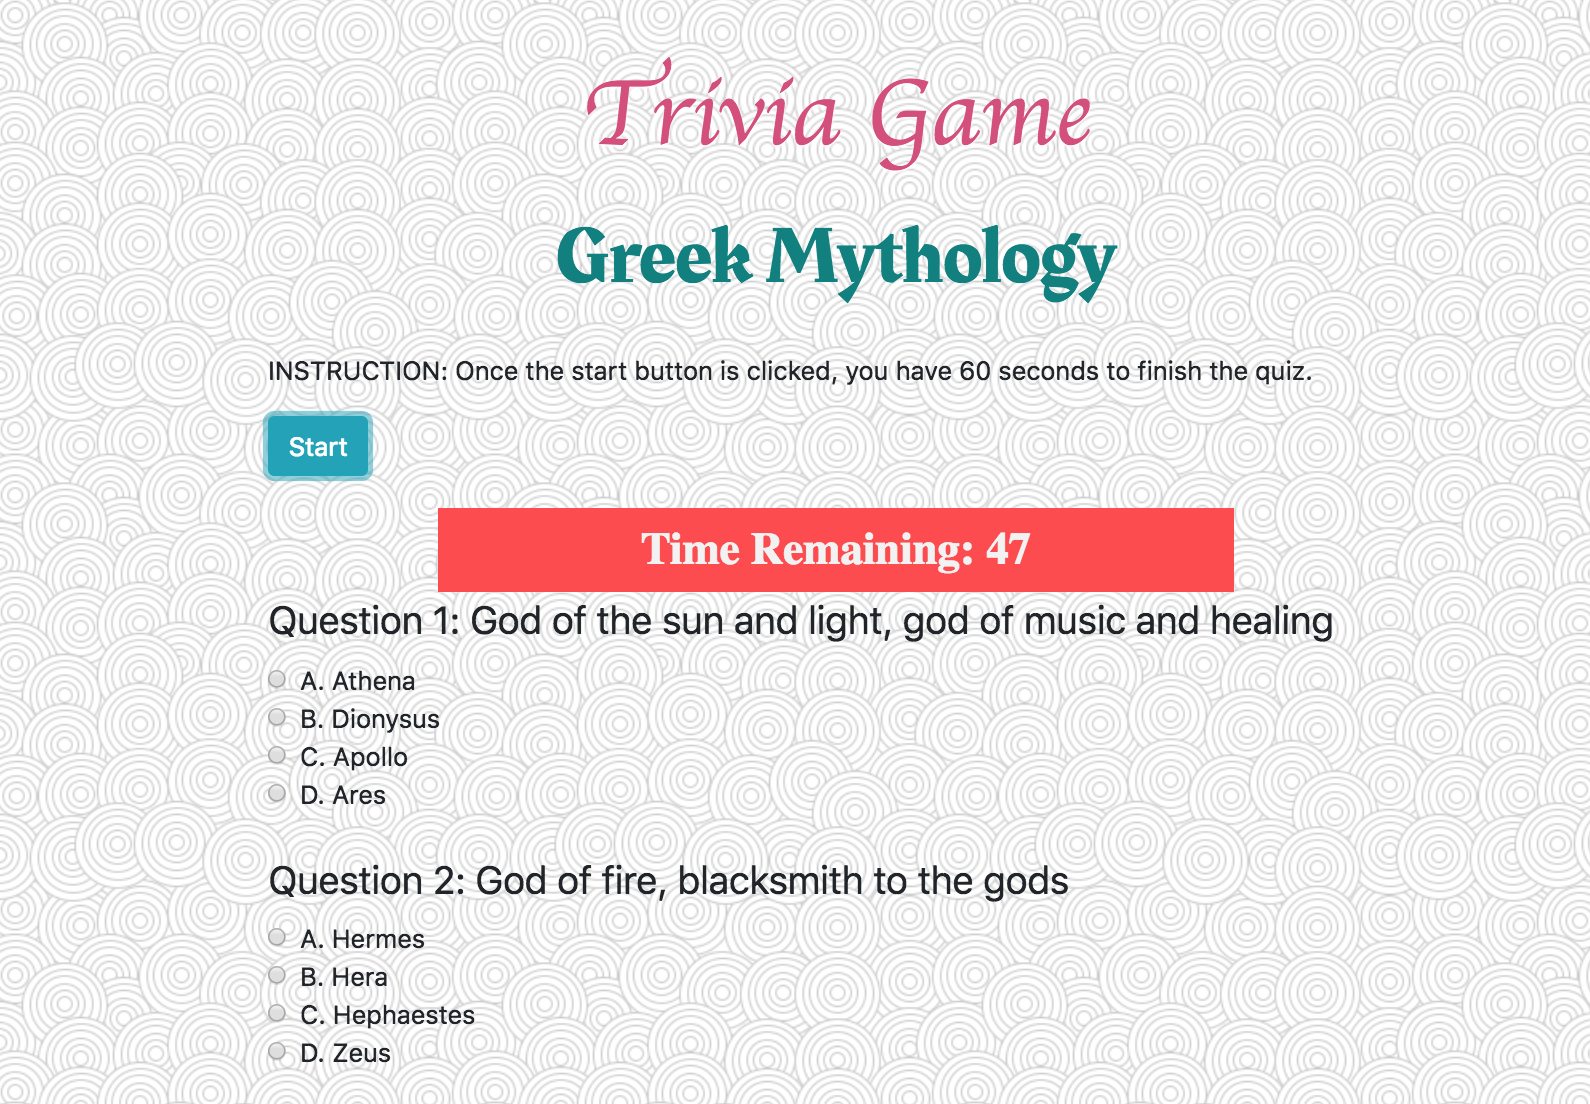 Trivia Game
Greek Mythology
INSTRUCTION: Once the start button is clicked, you have 60 seconds to finish the quiz.
Start
Time Remaining: 47
Question 1: God of the sun and light, god of music and healing
A. Athena
B. Dionysus
C. Apollo
D. Ares
Question 2: God of fire, blacksmith to the gods
A. Hermes
B. Hera
C. Hephaestes
D. Zeus